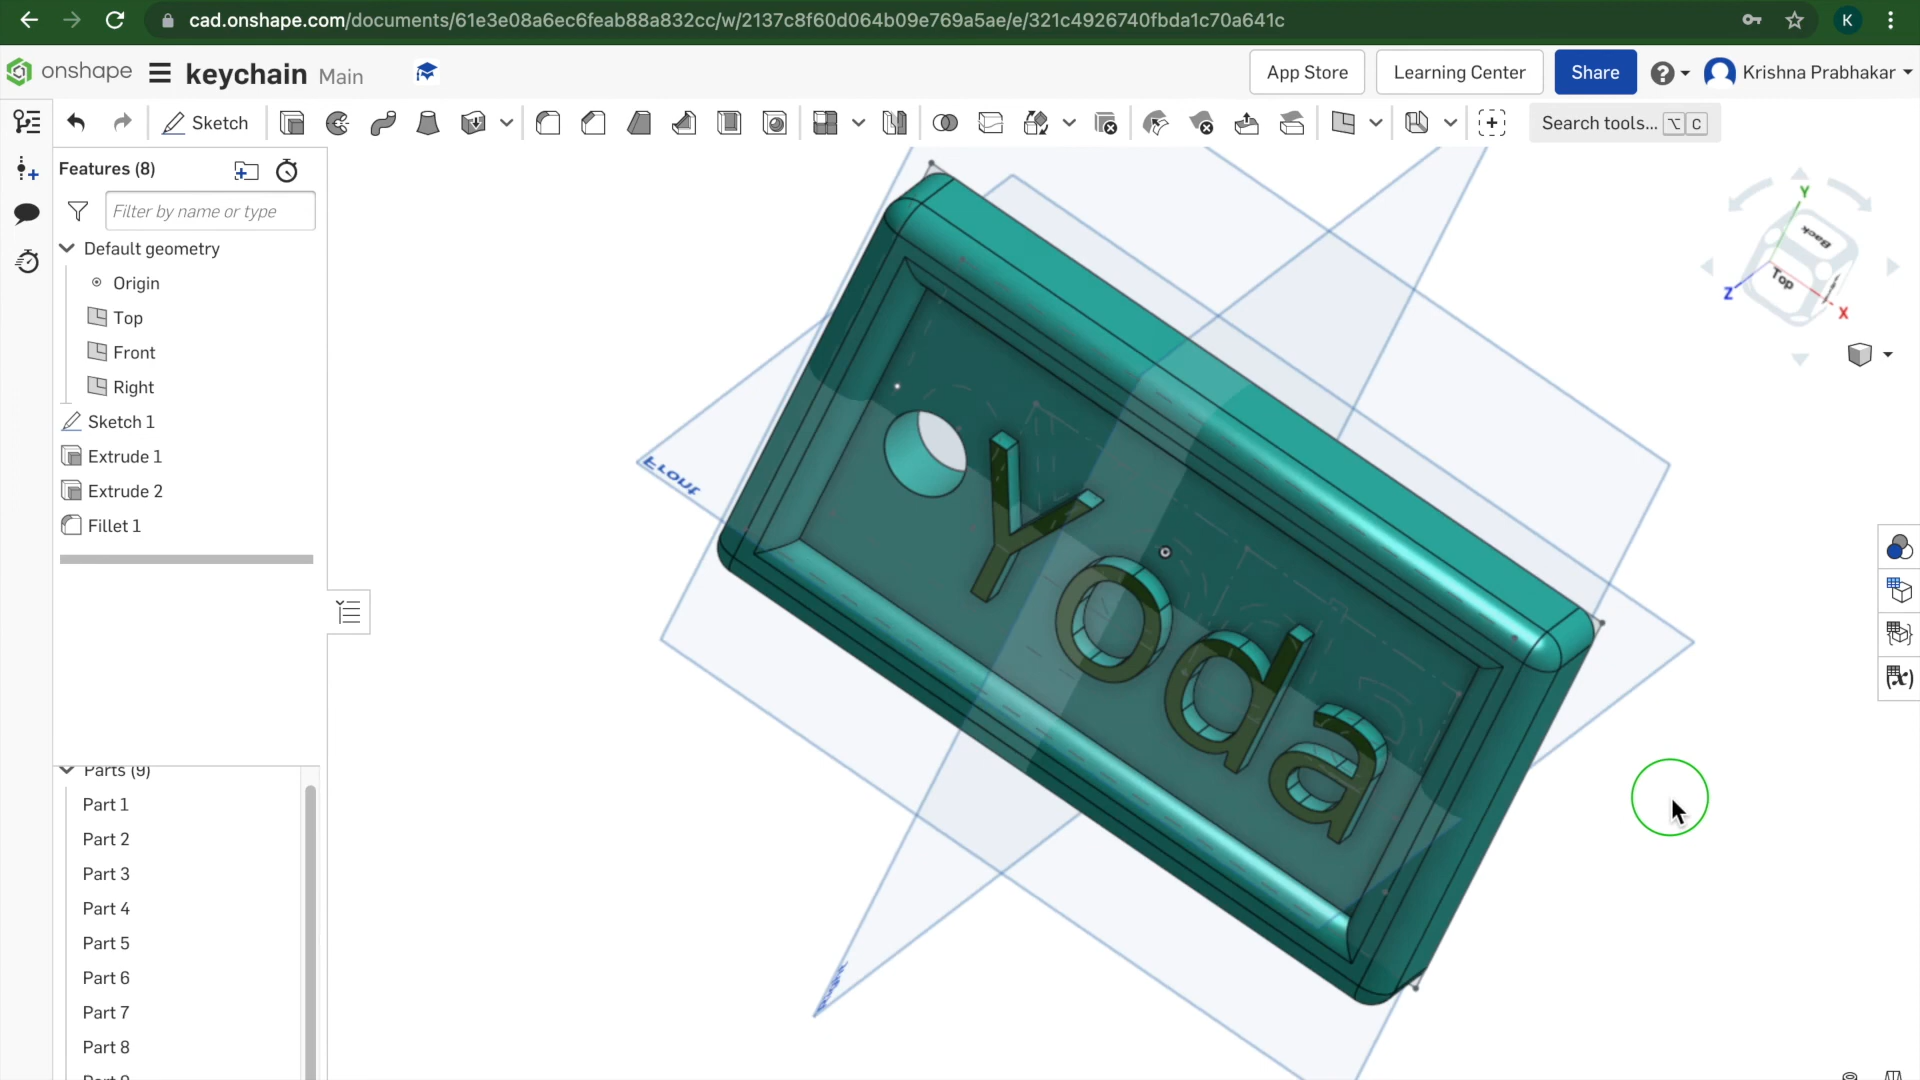 cad.onshape.com/documents/61e3e08a6ec6feab88a832cc/w/2137c8f60d064b09e769a5ae/e/321c4926740fbda1c70a641c
K
onshape
keychain Main
App Store
Learning Center
Share
?
Krishna Prabhakar
Sketch
Search tools... ⌥ C
Features (8)
Filter by name or type
Default geometry
Origin
Top
Front
Right
Sketch 1
Extrude 1
Extrude 2
Fillet 1
Parts (9)
Part 1
Part 2
Part 3
Part 4
Part 5
Part 6
Part 7
Part 8
Part 9
Front
Yoda
Y
Back
Top
Z
X
(x)